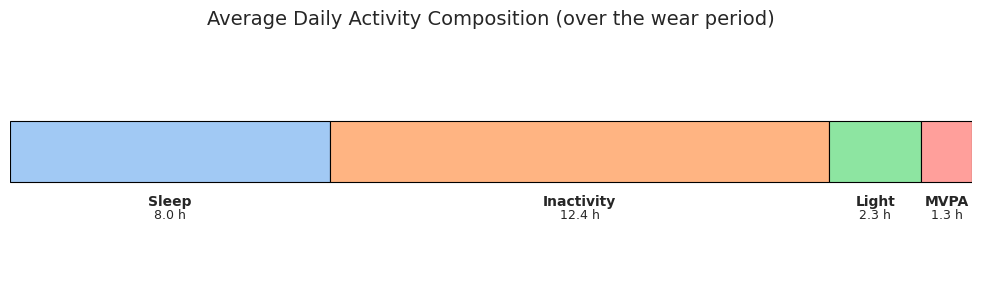 Average Daily Activity Composition (over the wear period)
Sleep
8.0 h
Inactivity
12.4 h
Light
2.3 h
MVPA
1.3 h